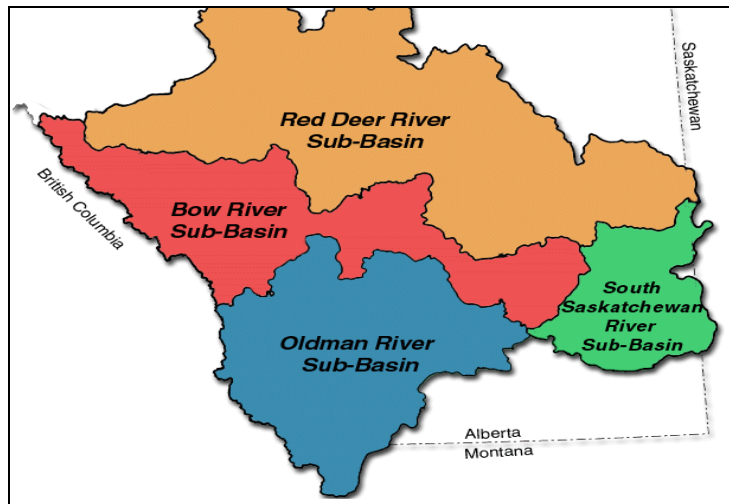 Saskatchewan
Red Deer River
Sub-Basin
British Columbia
Bow River
Sub-Basin
South
Saskatchewan
River
Sub-Basin
Oldman River
Sub-Basin
Alberta
Montana